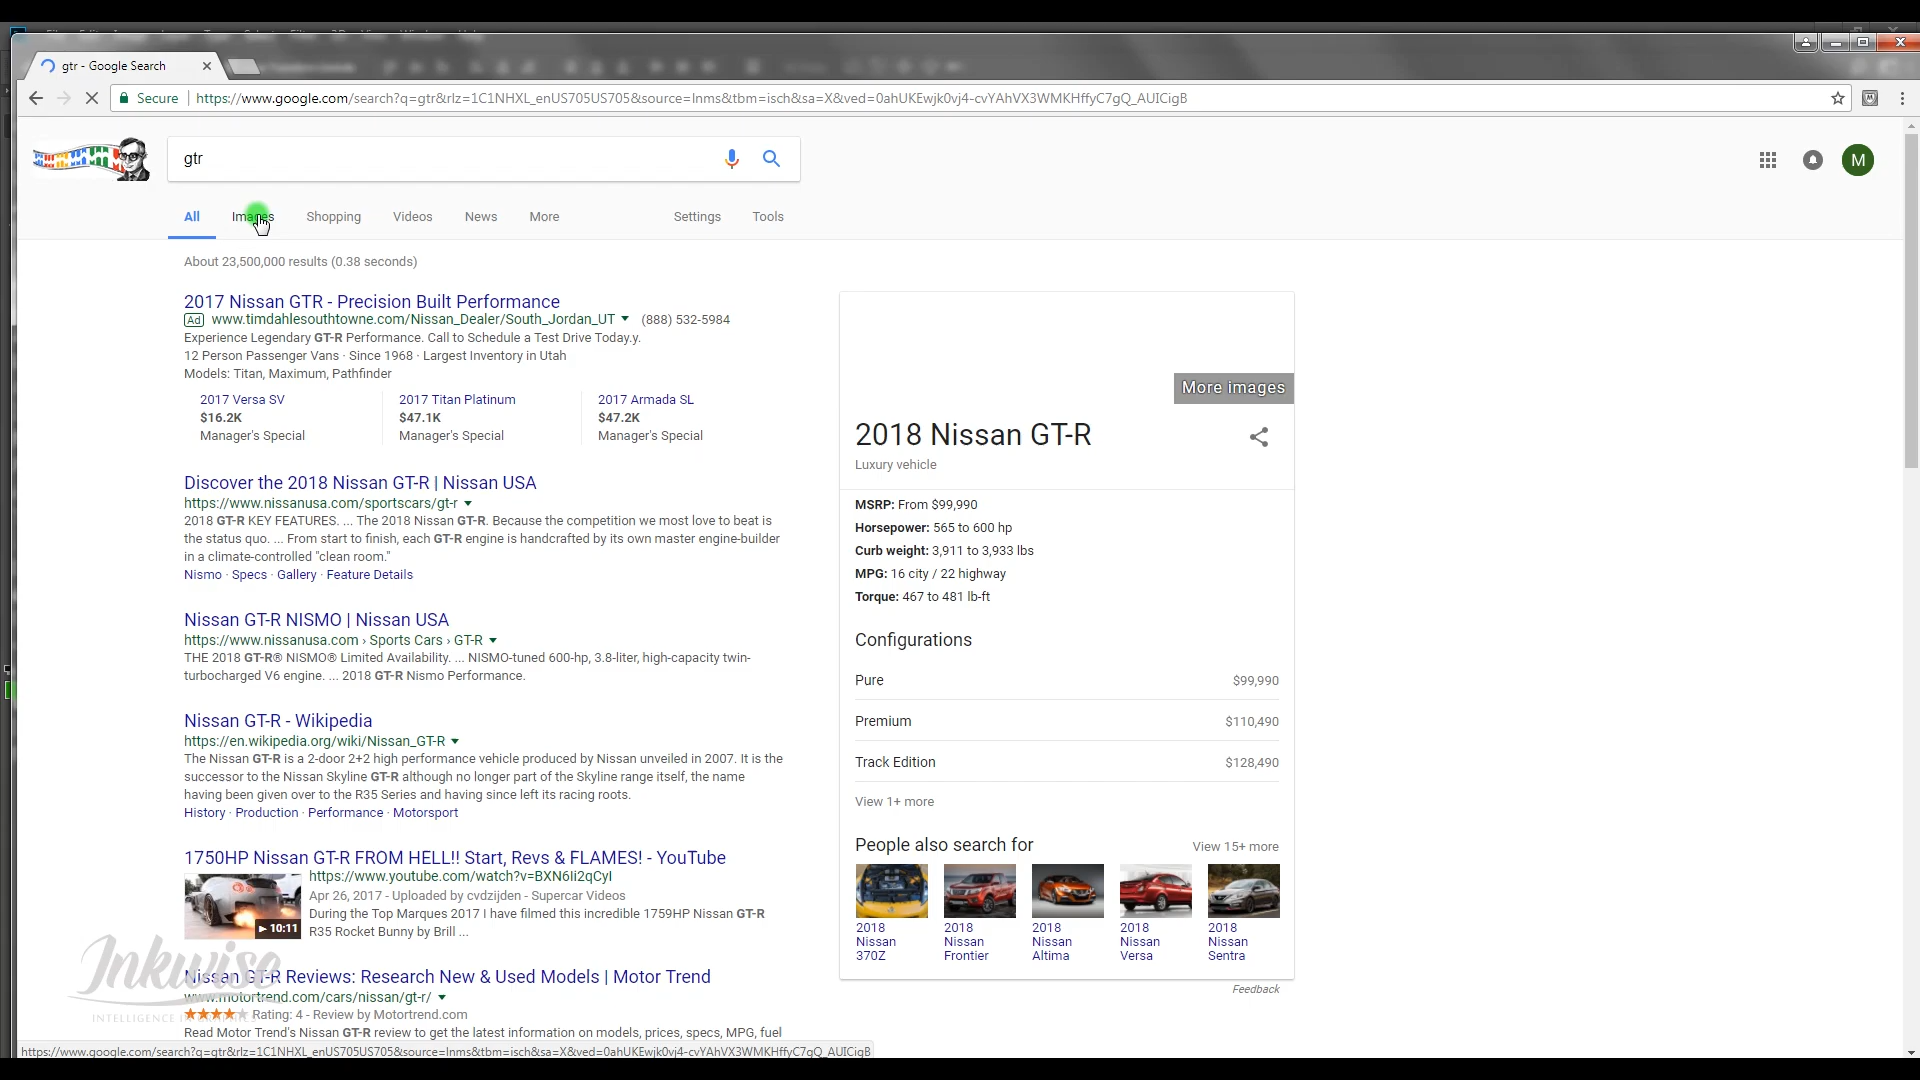 gtr - Google Search
Secure
https://www.google.com/search?q=gtr&rlz=1C1NHXL_enUS705US705&source=lnms&tbm=isch&sa=X&ved=0ahUKEwjk0vj4-cvYAhVX3WMKHffyC7gQ_AUICigB
gtr
M
All Images Shopping Videos News More Settings Tools
About 23,500,000 results (0.38 seconds)
2017 Nissan GTR - Precision Built Performance
Ad www.timdahlesouthtowne.com/Nissan_Dealer/South_Jordan_UT (888) 532-5984
Experience Legendary GT-R Performance. Call to Schedule a Test Drive Today.y.
12 Person Passenger Vans · Since 1968 · Largest Inventory in Utah
Models: Titan, Maximum, Pathfinder
2017 Versa SV 2017 Titan Platinum 2017 Armada SL
$16.2K $47.1K $47.2K
Manager's Special Manager's Special Manager's Special
Discover the 2018 Nissan GT-R | Nissan USA
https://www.nissanusa.com/sportscars/gt-r
2018 GT-R KEY FEATURES. ... The 2018 Nissan GT-R. Because the competition we most love to beat is
the status quo. ... From start to finish, each GT-R engine is handcrafted by its own master engine-builder
in a climate-controlled "clean room."
Nismo · Specs · Gallery · Feature Details
Nissan GT-R NISMO | Nissan USA
https://www.nissanusa.com › Sports Cars › GT-R
THE 2018 GT-R® NISMO® Limited Availability. ... NISMO-tuned 600-hp, 3.8-liter, high-capacity twin-
turbocharged V6 engine. ... 2018 GT-R Nismo Performance.
Nissan GT-R - Wikipedia
https://en.wikipedia.org/wiki/Nissan_GT-R
The Nissan GT-R is a 2-door 2+2 high performance vehicle produced by Nissan unveiled in 2007. It is the
successor to the Nissan Skyline GT-R although no longer part of the Skyline range itself, the name
having been given over to the R35 Series and having since left its racing roots.
History · Production · Performance · Motorsport
1750HP Nissan GT-R FROM HELL!! Start, Revs & FLAMES! - YouTube
https://www.youtube.com/watch?v=BXN6Ii2qCyI
Apr 26, 2017 - Uploaded by cvdzijden - Supercar Videos
During the Top Marques 2017 I have filmed this incredible 1759HP Nissan GT-R
10:11
R35 Rocket Bunny by Brill ...
Inkwise
Nissan GT-R Reviews: Research New & Used Models | Motor Trend
www.motortrend.com/cars/nissan/gt-r/
Rating: 4 - Review by Motortrend.com
Read Motor Trend's Nissan GT-R review to get the latest information on models, prices, specs, MPG, fuel
https://www.google.com/search?q=gtr&rlz=1C1NHXL_enUS705US705&source=lnms&tbm=isch&sa=X&ved=0ahUKEwjk0vj4-cvYAhVX3WMKHffyC7gQ_AUICigB
More images
2018 Nissan GT-R
Luxury vehicle
MSRP: From $99,990
Horsepower: 565 to 600 hp
Curb weight: 3,911 to 3,933 lbs
MPG: 16 city / 22 highway
Torque: 467 to 481 lb-ft
Configurations
Pure $99,990
Premium $110,490
Track Edition $128,490
View 1+ more
People also search for View 15+ more
2018 Nissan 370Z
2018 Nissan Frontier
2018 Nissan Altima
2018 Nissan Versa
2018 Nissan Sentra
Feedback